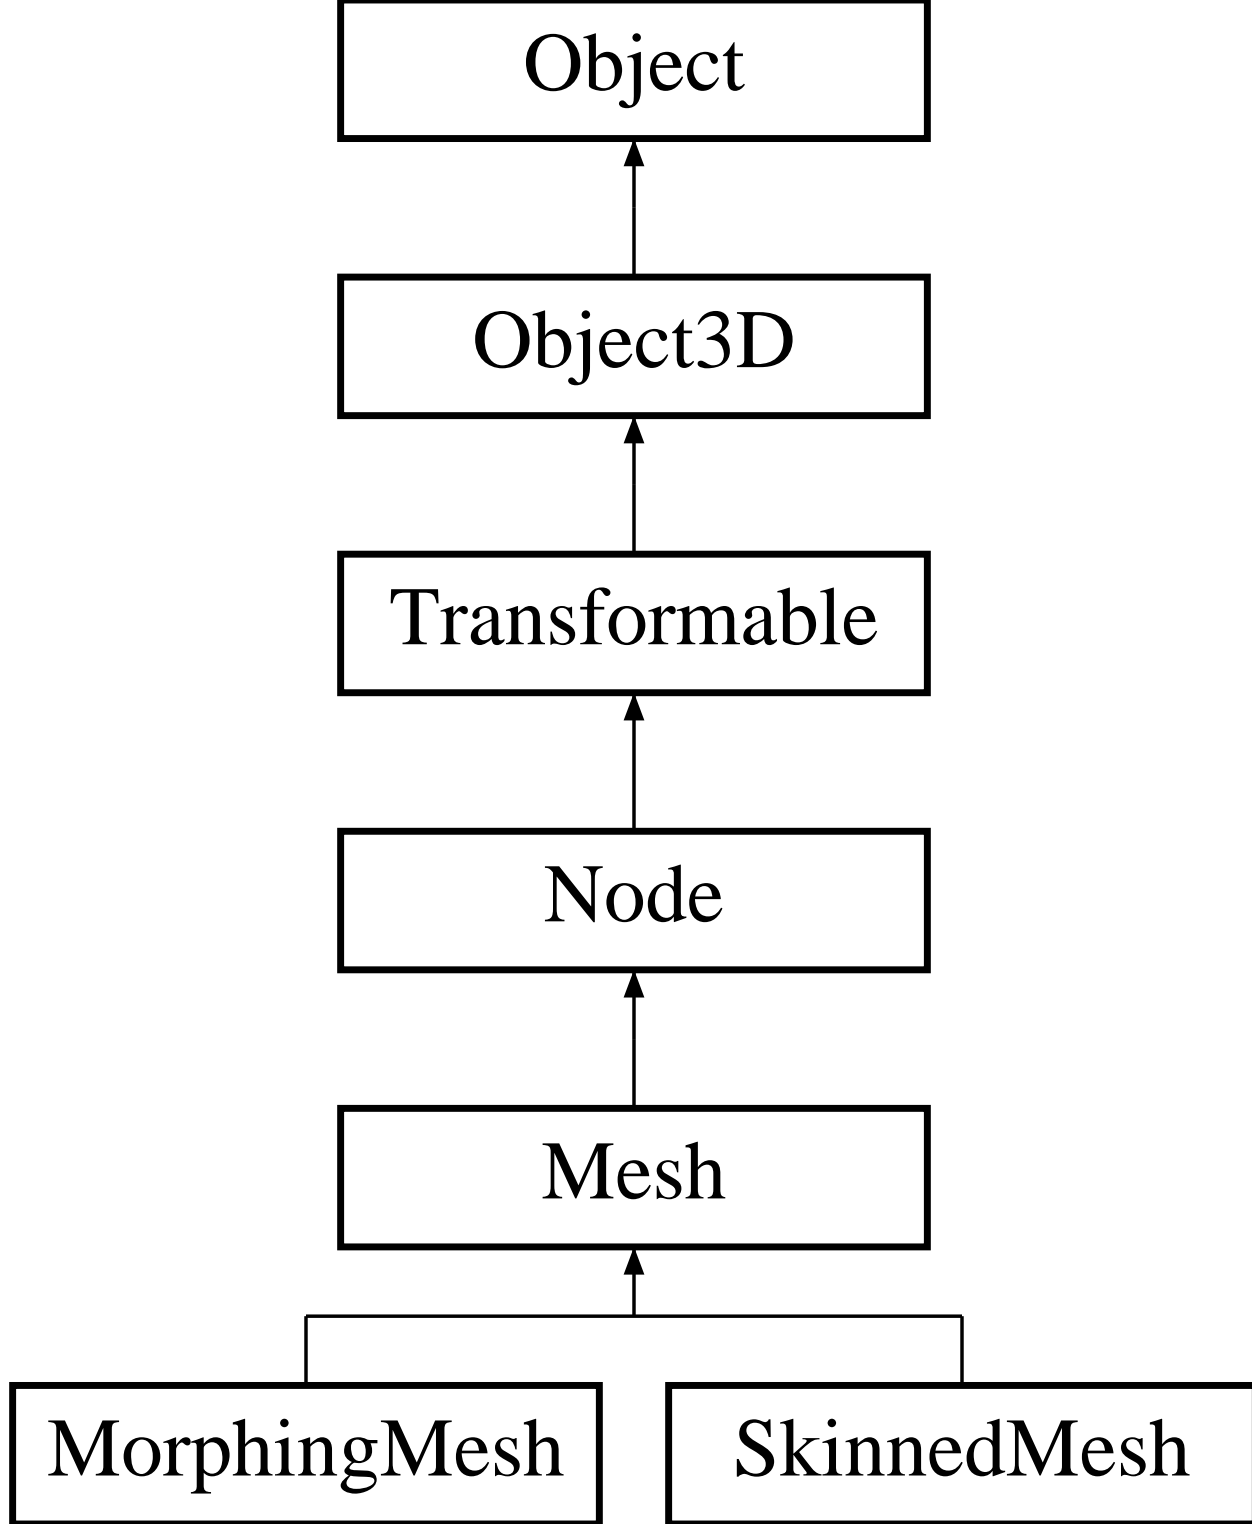 Object
Object3D
Transformable
Node
Mesh
MorphingMesh
SkinnedMesh